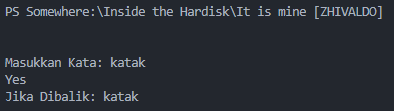 PS Somewhere:\Inside the Hardisk\It is mine [ZHIVALDO]
Masukkan Kata: katak
Yes
Jika Dibalik: katak